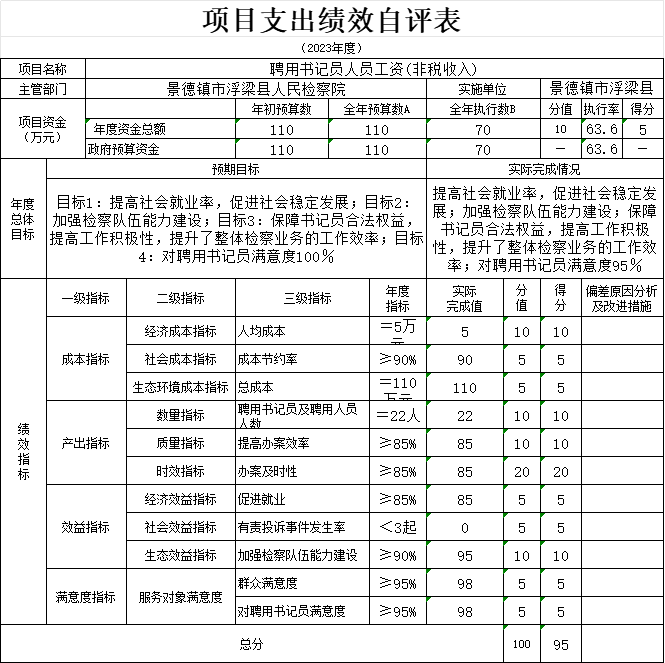 项目支出绩效自评表
（2023年度）
项目名称 聘用书记员人员工资(非税收入)
主管部门 景德镇市浮梁县人民检察院 实施单位 景德镇市浮梁县
项目资金（万元） 年初预算数 全年预算数A 全年执行数B 分值 执行率 得分
年度资金总额 110 110 70 10 63.6 5
政府预算资金 110 110 70 — 63.6 —
年度总体目标 预期目标 实际完成情况
目标1：提高社会就业率，促进社会稳定发展；目标2：
加强检察队伍能力建设；目标3：保障书记员合法权益，
提高工作积极性，提升了整体检察业务的工作效率；目标
4：对聘用书记员满意度100％
提高社会就业率，促进社会稳定发
展；加强检察队伍能力建设；保障
书记员合法权益，提高工作积极
性，提升了整体检察业务的工作效
率；对聘用书记员满意度95％
绩效指标 一级指标 二级指标 三级指标 年度指标 实际完成值 分值 得分 偏差原因分析及改进措施
成本指标 经济成本指标 人均成本 ＝5万元 5 10 10
社会成本指标 成本节约率 ≥90% 90 5 5
生态环境成本指标 总成本 ＝110万元 110 5 5
产出指标 数量指标 聘用书记员及聘用人员人数 ＝22人 22 10 10
质量指标 提高办案效率 ≥85% 85 10 10
时效指标 办案及时性 ≥85% 85 20 20
效益指标 经济效益指标 促进就业 ≥85% 85 5 5
社会效益指标 有责投诉事件发生率 ＜3起 0 5 5
生态效益指标 加强检察队伍能力建设 ≥90% 95 10 10
满意度指标 服务对象满意度 群众满意度 ≥95% 98 5 5
对聘用书记员满意度 ≥95% 98 5 5
总分 100 95